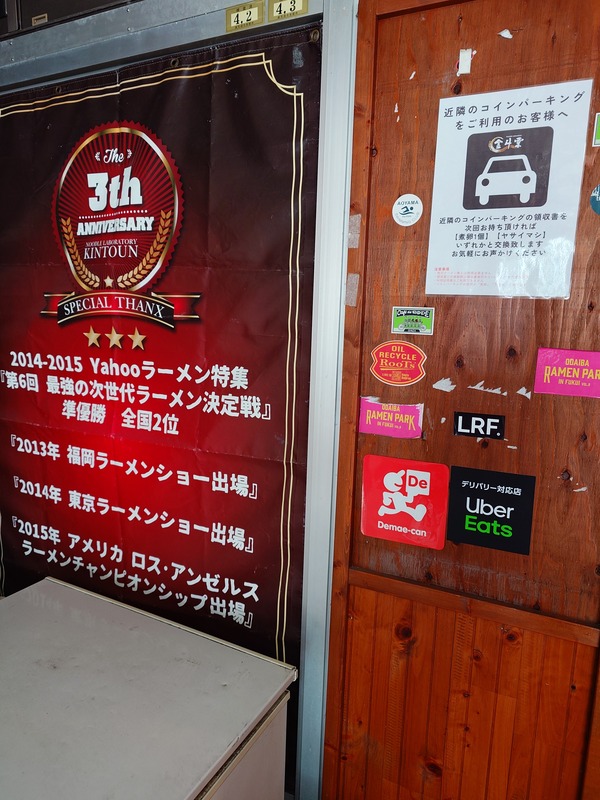 4.2
4.3
The
3th
ANNIVERSARY
NOODLE LABORATORY
KINTOUN
SPECIAL THANX
2014-2015 Yahooラーメン特集
『第6回 最強の次世代ラーメン決定戦』
準優勝 全国2位
『2013年 福岡ラーメンショー出場』
『2014年 東京ラーメンショー出場』
『2015年 アメリカ ロス・アンゼルス
ラーメンチャンピオンシップ出場』
近隣のコインパーキング
をご利用のお客様へ
金斗雲
近隣のコインパーキングの領収書を
次回お持ち頂ければ
【煮卵1個】【ヤサイマシ】
いずれかと交換致します
お気軽にお声かけください
AOYAMA
OIL
RECYCLE
RooTs
ODAIBA
RAMEN PARK
IN FUKUI
ODAIBA
RAMEN PARK
IN FUKUI
LRF.
De
Demae-can
デリバリー対応店
Uber
Eats